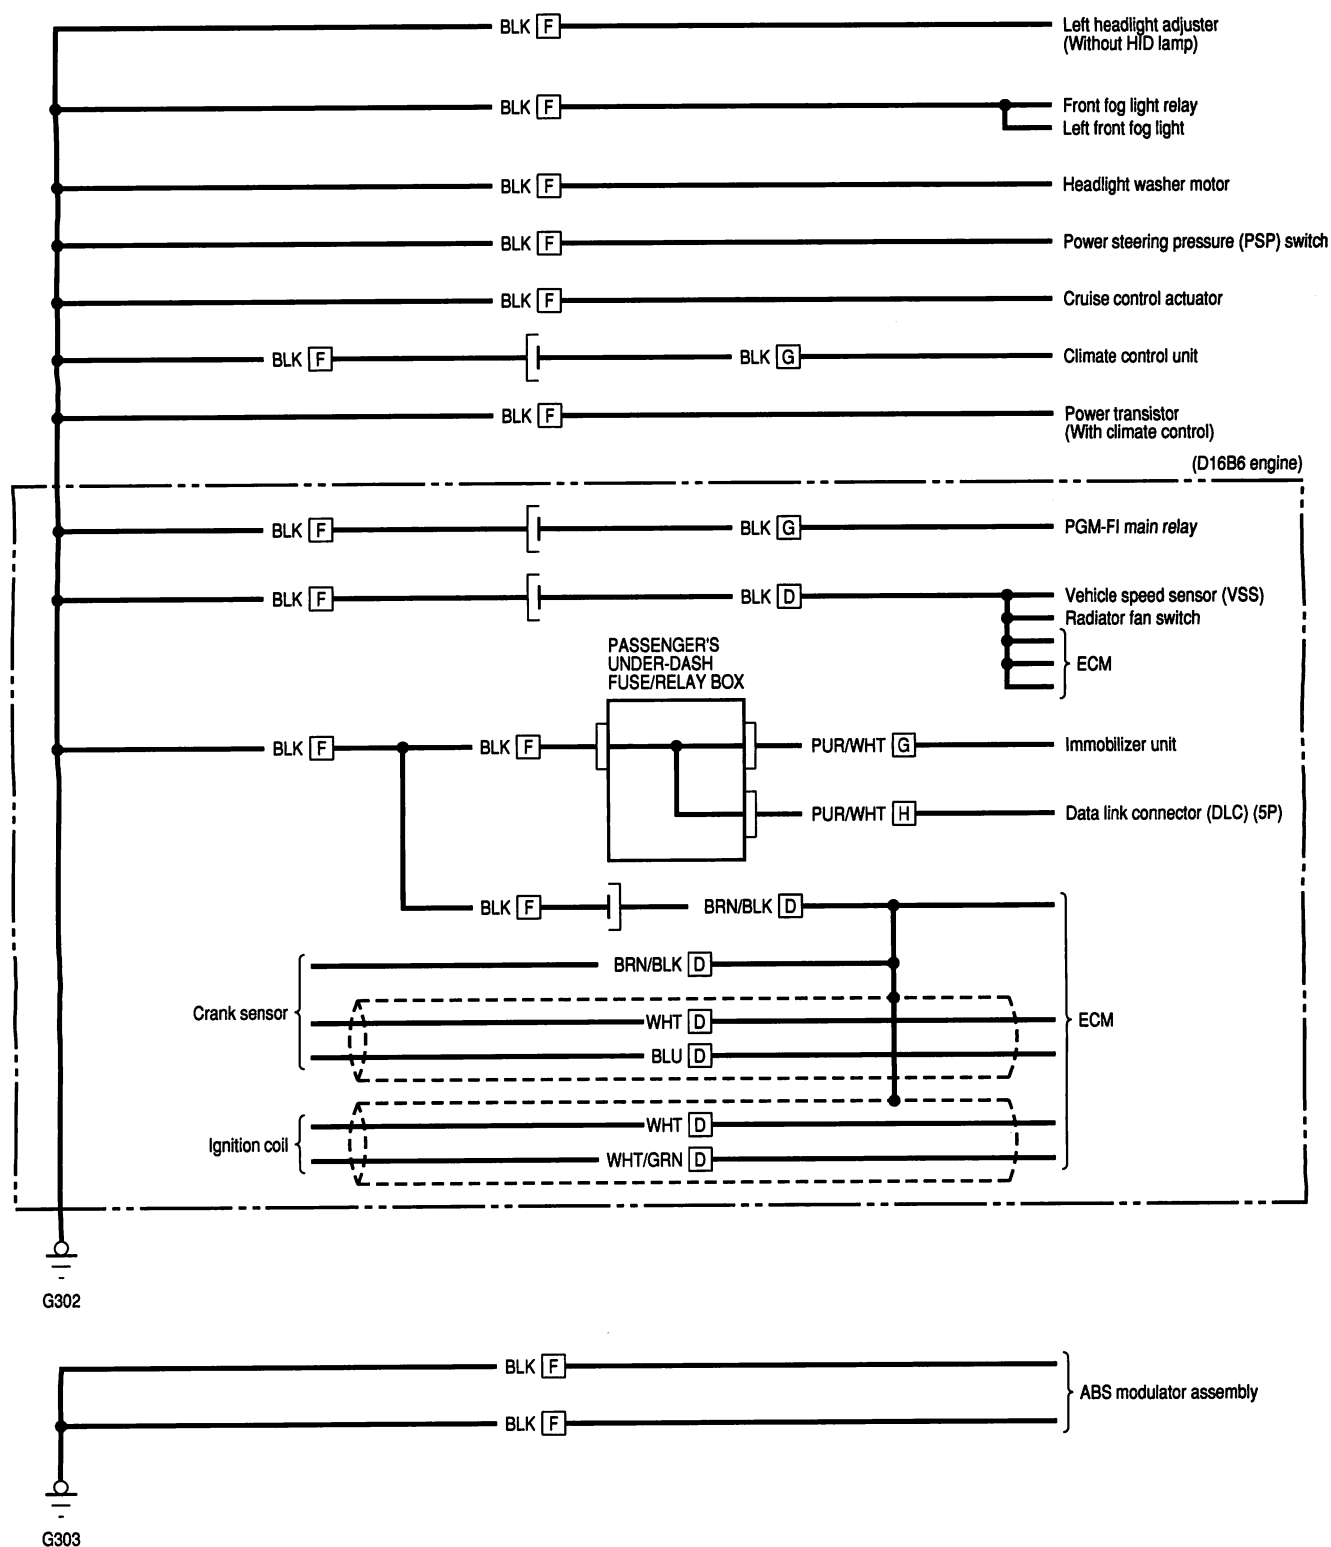 BLK F Left headlight adjuster
(Without HID lamp)
BLK F Front fog light relay
Left front fog light
BLK F Headlight washer motor
BLK F Power steering pressure (PSP) switch
BLK F Cruise control actuator
BLK F BLK G Climate control unit
BLK F Power transistor
(With climate control)
(D16B6 engine)
BLK F BLK G PGM-FI main relay
BLK F BLK D Vehicle speed sensor (VSS)
Radiator fan switch
ECM
PASSENGER'S
UNDER-DASH
FUSE/RELAY BOX
BLK F BLK F PUR/WHT G Immobilizer unit
PUR/WHT H Data link connector (DLC) (5P)
BLK F BRN/BLK D
BRN/BLK D
Crank sensor
WHT D ECM
BLU D
WHT D
Ignition coil
WHT/GRN D
G302
BLK F
ABS modulator assembly
BLK F
G303